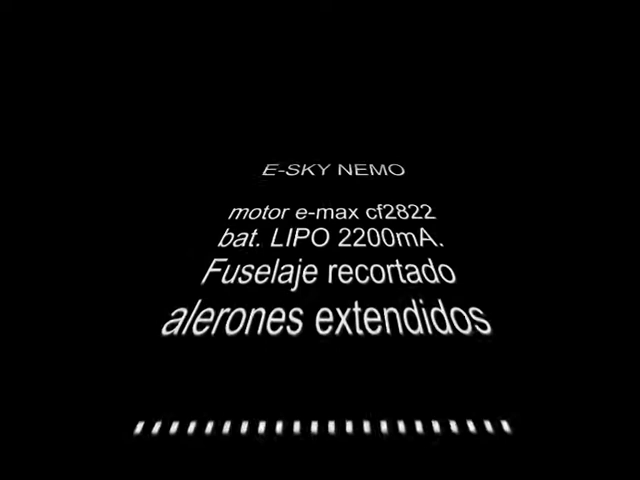 E-SKY NEMO
motor e-max cf2822
bat. LIPO 2200mA.
Fuselaje recortado
alerones extendidos